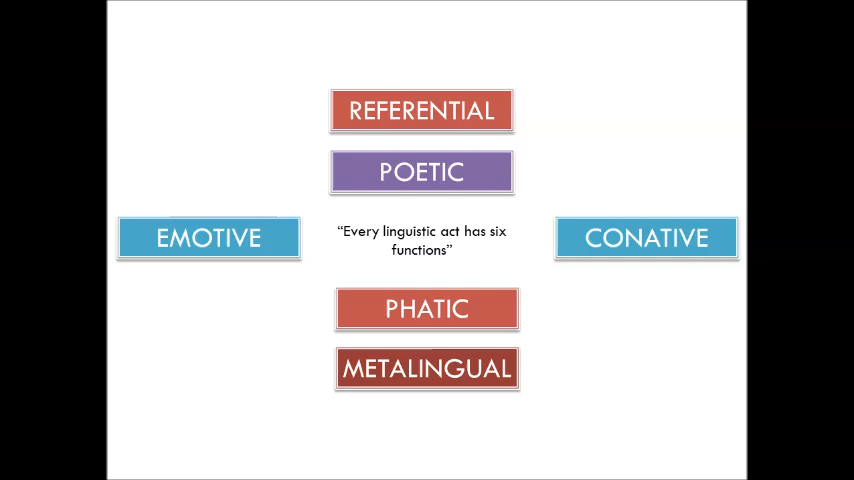 REFERENTIAL
POETIC
EMOTIVE
“Every linguistic act has six
functions”
CONATIVE
PHATIC
METALINGUAL